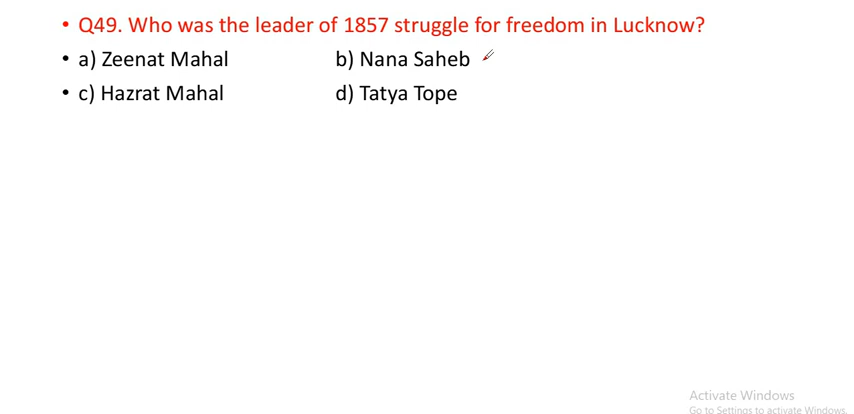 • Q49. Who was the leader of 1857 struggle for freedom in Lucknow?
• a) Zeenat Mahal b) Nana Saheb
• c) Hazrat Mahal d) Tatya Tope
Activate Windows
Go to Settings to activate Windows.